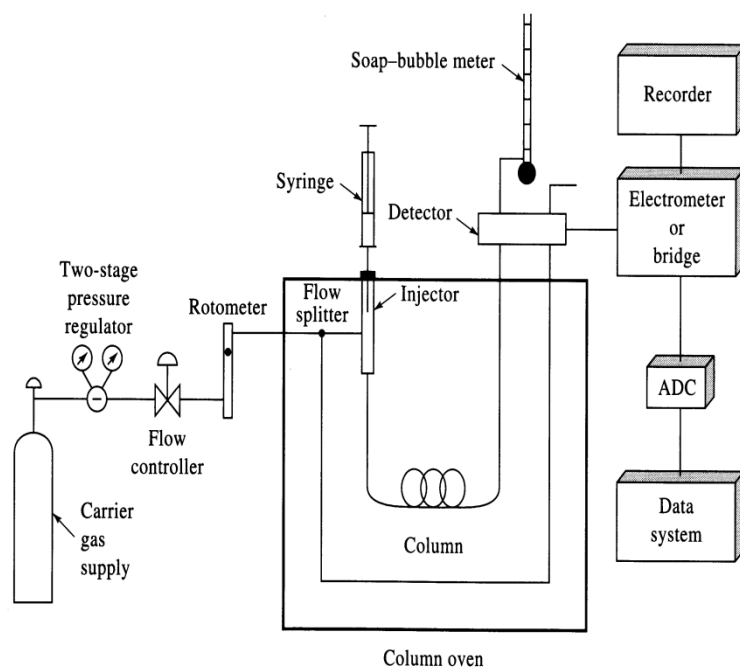 Soap–bubble meter
Recorder
Syringe
Detector
Electrometer
or
bridge
Two-stage
pressure
regulator
Rotometer
Flow
splitter
Injector
ADC
Flow
controller
Carrier
gas
supply
Column
Data
system
Column oven